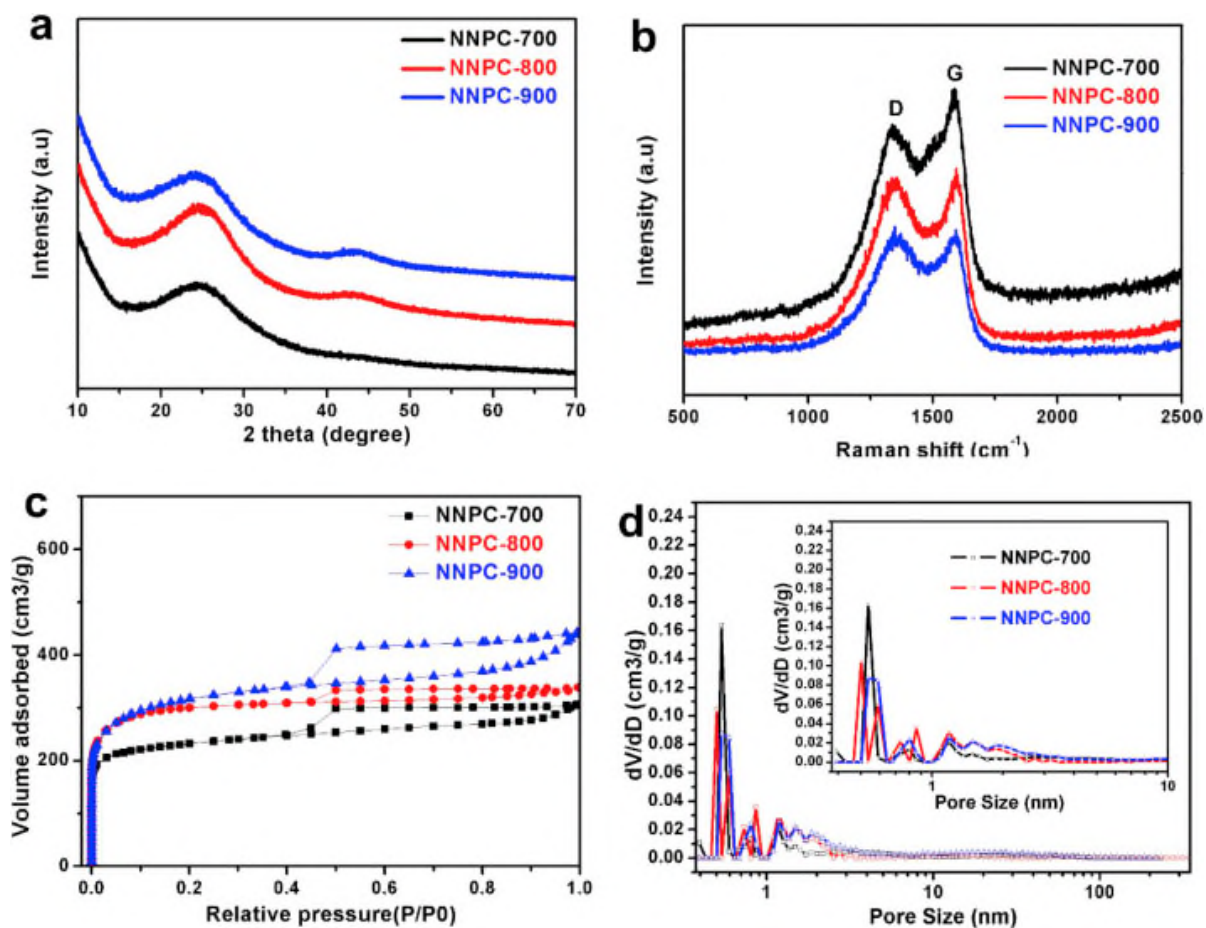 a
NNPC-700
NNPC-800
NNPC-900
Intensity (a.u)
10 20 30 40 50 60 70
2 theta (degree)
b
NNPC-700
NNPC-800
NNPC-900
D
G
Intensity (a.u)
500 1000 1500 2000 2500
Raman shift (cm-1)
c
NNPC-700
NNPC-800
NNPC-900
600
400
200
0
Volume adsorbed (cm3/g)
0.0 0.2 0.4 0.6 0.8 1.0
Relative pressure(P/P0)
d
0.24
0.22
0.20
0.18
0.16
0.14
0.12
0.10
0.08
0.06
0.04
0.02
0.00
dV/dD (cm3/g)
1 10 100
Pore Size (nm)
0.24
0.22
0.20
0.18
0.16
0.14
0.12
0.10
0.08
0.06
0.04
0.02
0.00
dV/dD (cm3/g)
NNPC-700
NNPC-800
NNPC-900
1 10
Pore Size (nm)